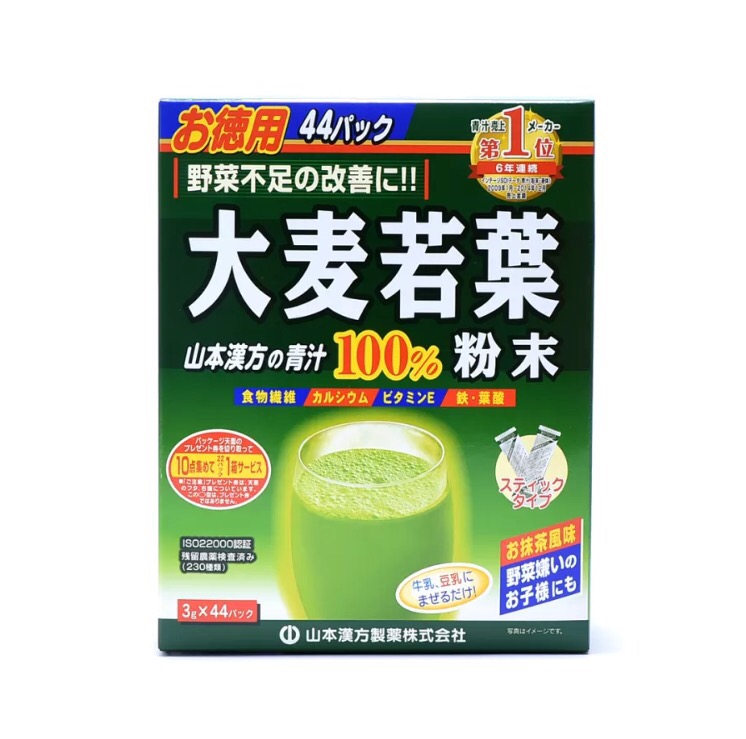 お徳用 44パック
青汁売上 第1位 メーカー
6年連続
野菜不足の改善に!!
大麦若葉
山本漢方の青汁 100% 粉末
食物繊維 カルシウム ビタミンE 鉄・葉酸
パッケージ天面の
プレゼント券を切り取って
10点集めて 22パック 1箱サービス
スティック
タイプ
ISO22000認証
残留農薬検査済み
(230種類)
お抹茶風味
野菜嫌いの
お子様にも
牛乳、豆乳に
まぜるだけ!
3g×44パック
山本漢方製薬株式会社
写真はイメージです。